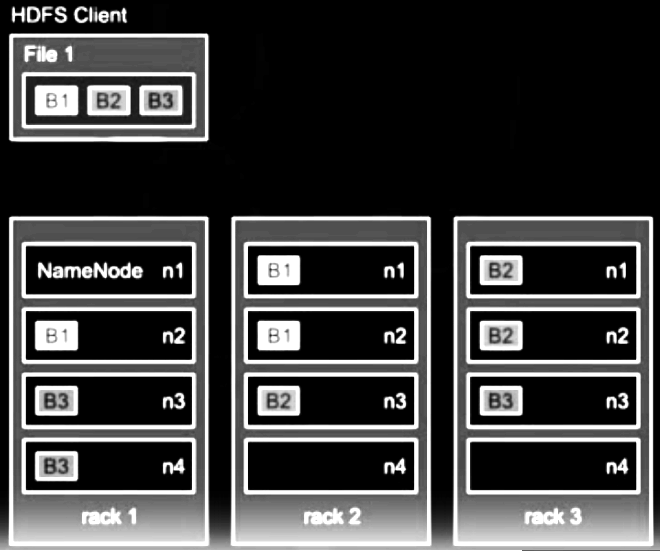 HDFS Client
File 1
B1 B2 B3
NameNode n1
B1 n2
B3 n3
B3 n4
rack 1
B1 n1
B1 n2
B2 n3
n4
rack 2
B2 n1
B2 n2
B3 n3
n4
rack 3